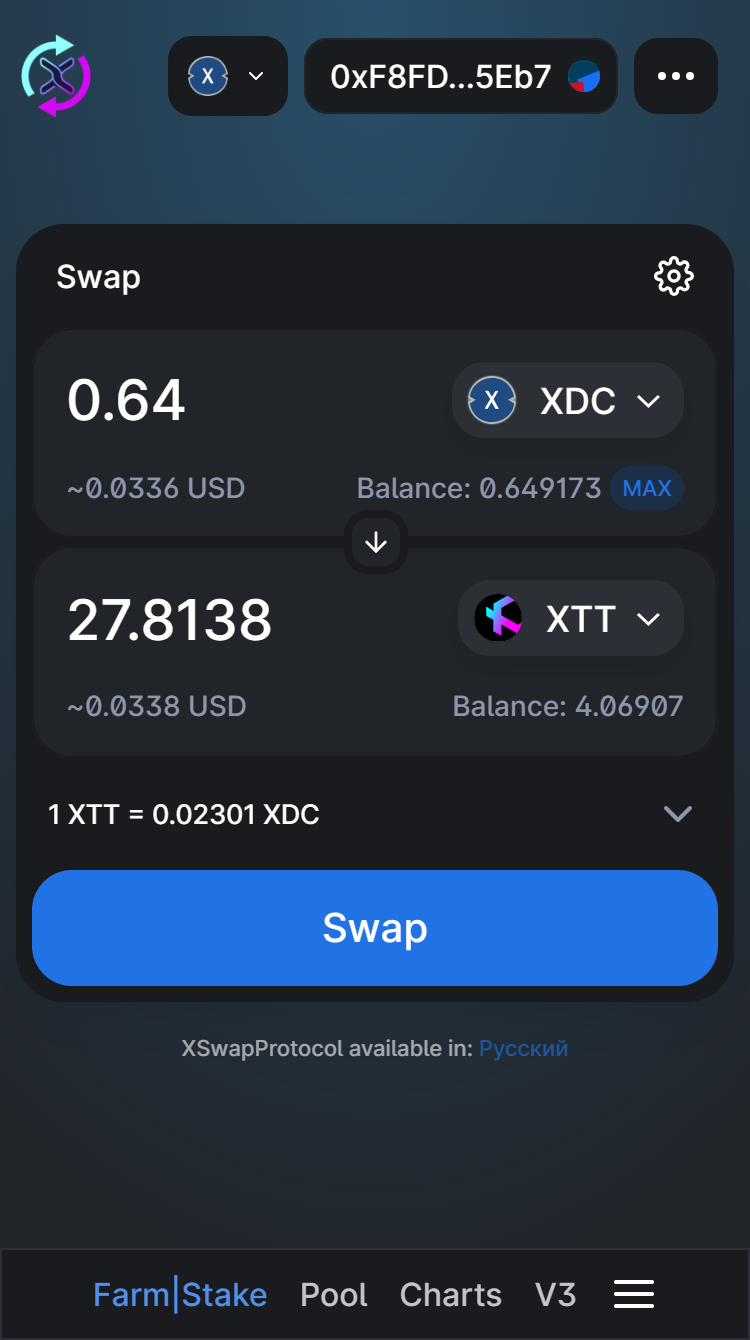 X
0xF8FD...5Eb7
Swap
0.64
X XDC
~0.0336 USD
Balance: 0.649173 MAX
27.8138
XTT
~0.0338 USD
Balance: 4.06907
1 XTT = 0.02301 XDC
Swap
XSwapProtocol available in: Русский
Farm|Stake Pool Charts V3